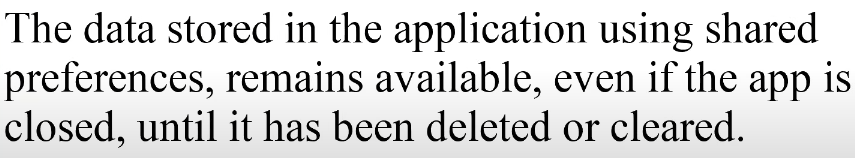 The data stored in the application using shared
preferences, remains available, even if the app is
closed, until it has been deleted or cleared.